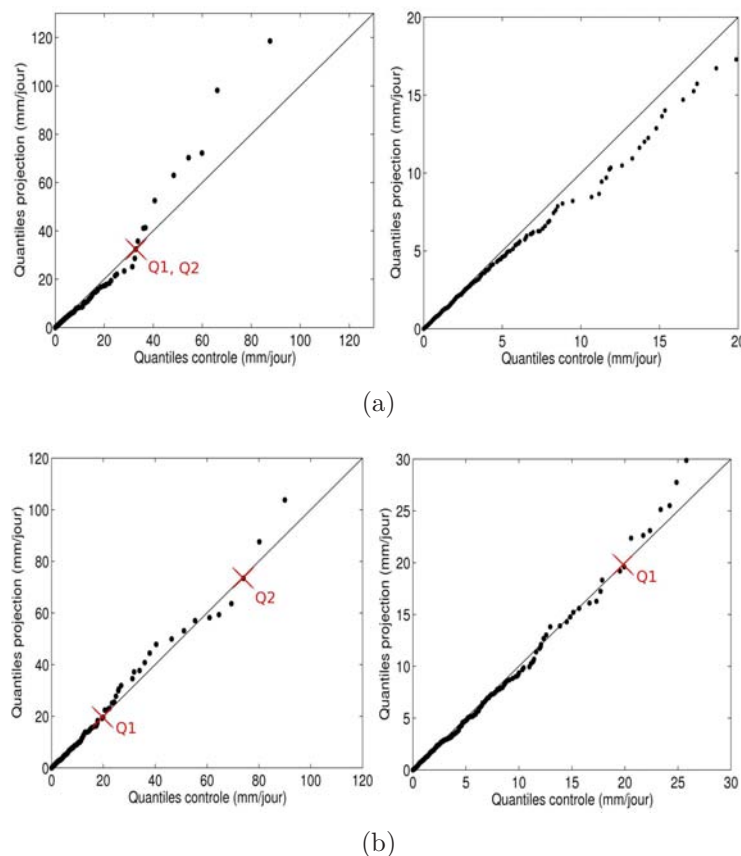 120
100
80
60
40
20
0
Quantiles projection (mm/jour)
Q1, Q2
0 20 40 60 80 100 120
Quantiles controle (mm/jour)
20
15
10
5
0
Quantiles projection (mm/jour)
0 5 10 15 20
Quantiles controle (mm/jour)
(a)
120
100
80
60
40
20
0
Quantiles projection (mm/jour)
Q2
Q1
0 20 40 60 80 100 120
Quantiles controle (mm/jour)
30
25
20
15
10
5
0
Quantiles projection (mm/jour)
Q1
0 5 10 15 20 25 30
Quantiles controle (mm/jour)
(b)